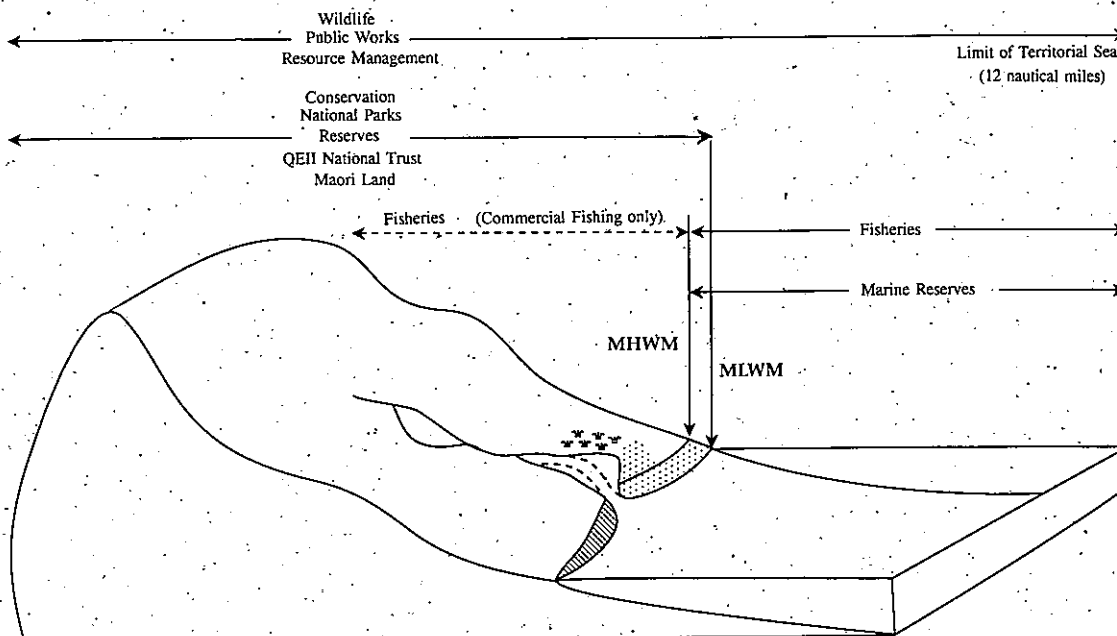 Wildlife
Public Works
Resource Management
Limit of Territorial Sea
(12 nautical miles)
Conservation
National Parks
Reserves
QEII National Trust
Maori Land
Fisheries (Commercial Fishing only)
Fisheries
Marine Reserves
MHWM
MLWM